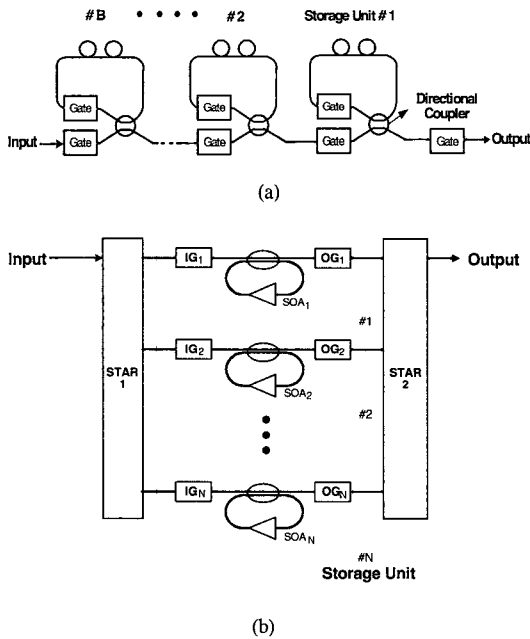 #B
#2
Storage Unit #1
Gate
Gate
Gate
Directional
Coupler
Input
Gate
Gate
Gate
Gate
Output
(a)
Input
Output
IG1
OG1
SOA1
#1
STAR
1
IG2
OG2
STAR
2
SOA2
#2
IGN
OGN
SOAN
#N
Storage Unit
(b)